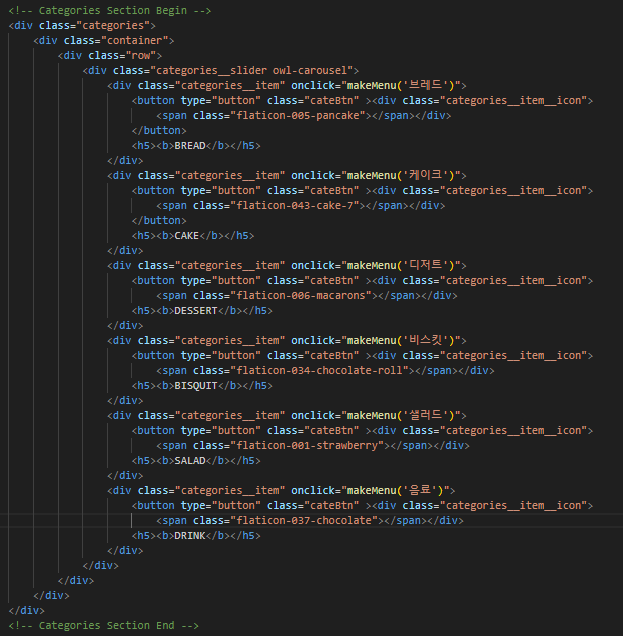 <!-- Categories Section Begin -->
<div class="categories">
<div class="container">
<div class="row">
<div class="categories__slider owl-carousel">
<div class="categories__item" onclick="makeMenu('브레드')">
<button type="button" class="cateBtn" ><div class="categories__item__icon">
<span class="flaticon-005-pancake"></span></div>
</button>
<h5><b>BREAD</b></h5>
</div>
<div class="categories__item" onclick="makeMenu('케이크')">
<button type="button" class="cateBtn" ><div class="categories__item__icon">
<span class="flaticon-043-cake-7"></span></div>
</button>
<h5><b>CAKE</b></h5>
</div>
<div class="categories__item" onclick="makeMenu('디저트')">
<button type="button" class="cateBtn" ><div class="categories__item__icon">
<span class="flaticon-006-macarons"></span></div>
<h5><b>DESSERT</b></h5>
</div>
<div class="categories__item" onclick="makeMenu('비스킷')">
<button type="button" class="cateBtn" ><div class="categories__item__icon">
<span class="flaticon-034-chocolate-roll"></span></div>
<h5><b>BISQUIT</b></h5>
</div>
<div class="categories__item" onclick="makeMenu('샐러드')">
<button type="button" class="cateBtn" ><div class="categories__item__icon">
<span class="flaticon-001-strawberry"></span></div>
<h5><b>SALAD</b></h5>
</div>
<div class="categories__item" onclick="makeMenu('음료')">
<button type="button" class="cateBtn" ><div class="categories__item__icon">
<span class="flaticon-037-chocolate"></span></div>
<h5><b>DRINK</b></h5>
</div>
</div>
</div>
</div>
</div>
<!-- Categories Section End -->